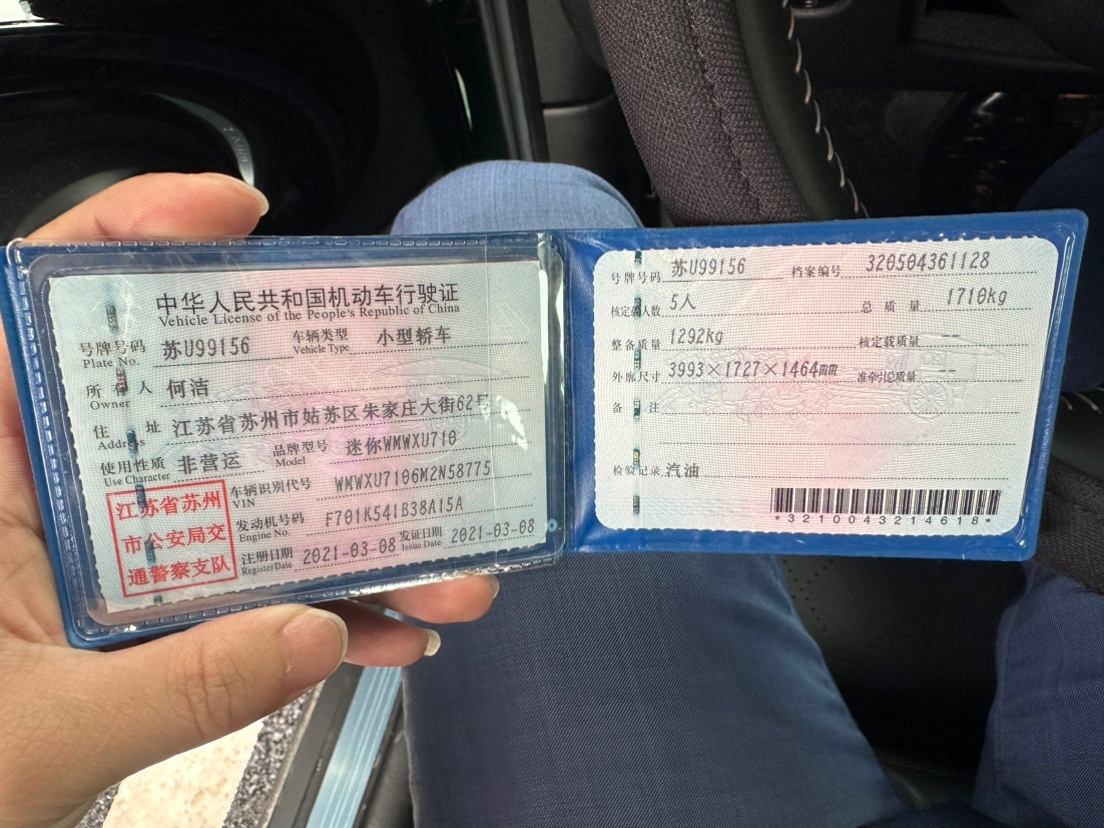 中华人民共和国机动车行驶证
Vehicle License of the People's Republic of China
号牌号码 苏U99156 车辆类型 小型轿车
Plate No. Vehicle Type
所有人 何洁
Owner
住址 江苏省苏州市姑苏区朱家庄大街62号
Address
使用性质 非营运 品牌型号 迷你WMWXU710
Use Character Model
江苏省苏州
市公安局交
通警察支队
车辆识别代号 WMWXU7106M2N58775
VIN
发动机号码 F701K541B38A15A
Engine No.
注册日期 2021-03-08 发证日期 2021-03-08
Register Date Issue Date
号牌号码 苏U99156 档案编号 320504361128
核定载人数 5人 总质量 1710kg
整备质量 1292kg 核定载质量 --
外廓尺寸 3993×1727×1464mm 准牵引总质量 --
备注
检验记录 汽油
*3210043214618*